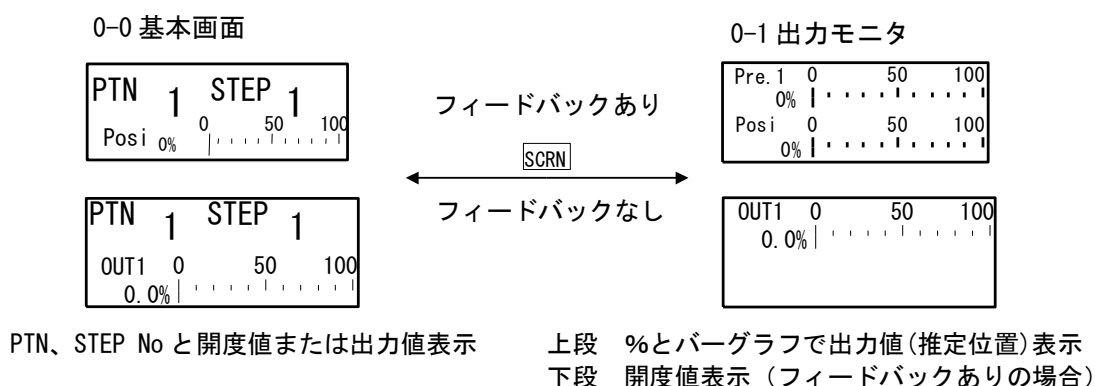 0-0 基本画面
PTN 1 STEP 1
0 50 100
Posi 0%
PTN 1 STEP 1
OUT1 0 50 100
0.0%
フィードバックあり
SCRN
フィードバックなし
0-1 出力モニタ
Pre.1 0 50 100
0%
Posi 0 50 100
0%
OUT1 0 50 100
0.0%
PTN、STEP No と開度値または出力値表示
上段 %とバーグラフで出力値(推定位置)表示
下段 開度値表示(フィードバックありの場合)